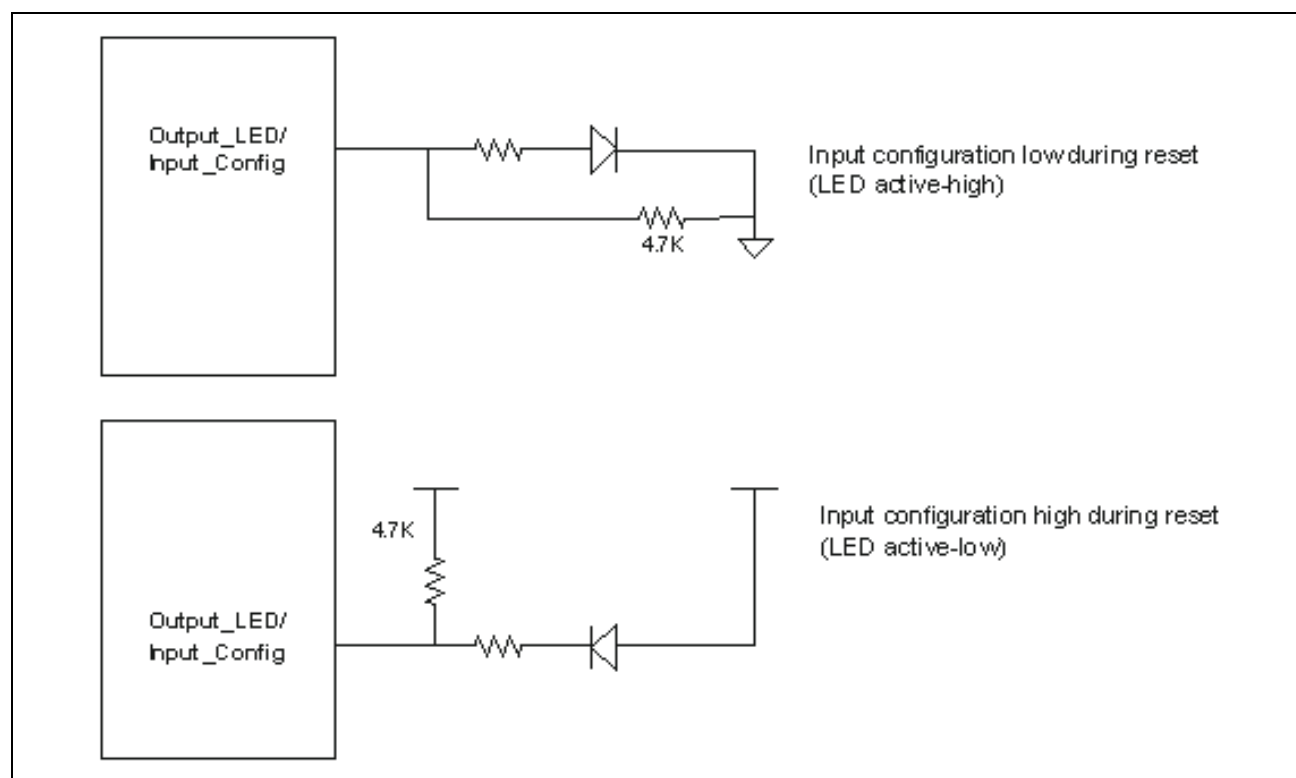 Output_LED/
Input_Config
Input configuration low during reset
(LED active-high)
4.7K
4.7K
Input configuration high during reset
(LED active-low)
Output_LED/
Input_Config